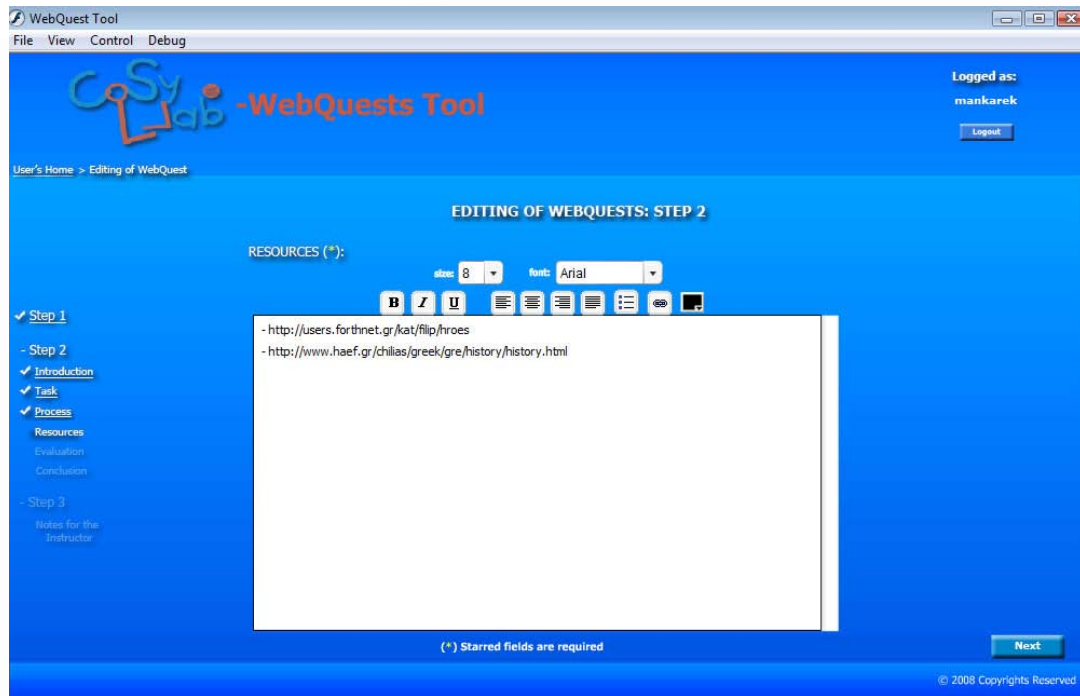 WebQuest Tool
File View Control Debug
CoSy Lab -WebQuests Tool
Logged as:
mankarek
Logout
User's Home > Editing of WebQuest
EDITING OF WEBQUESTS: STEP 2
RESOURCES (*):
size: 8 font: Arial
B I U
Step 1
- Step 2
Introduction
Task
Process
Resources
Evaluation
Conclusion
- Step 3
Notes for the
Instructor
- http://users.forthnet.gr/kat/filip/hroes
- http://www.haef.gr/chilias/greek/gre/history/history.html
(*) Starred fields are required
Next
© 2008 Copyrights Reserved